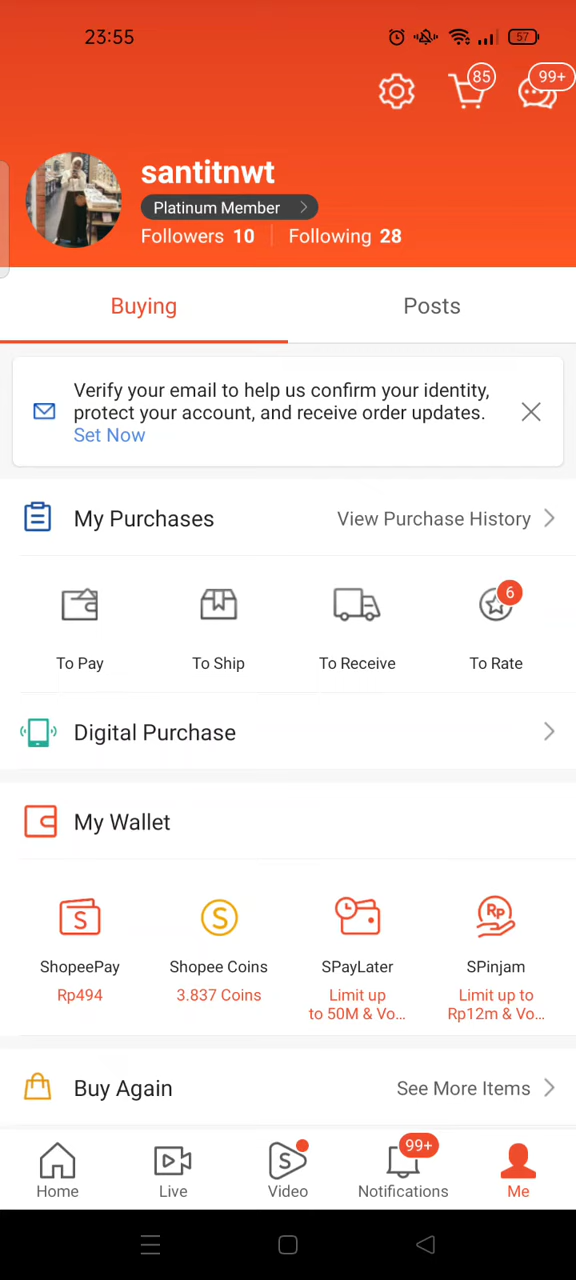 23:55
57
85
99+
santitnwt
Platinum Member
Followers 10
Following 28
Buying
Posts
Verify your email to help us confirm your identity,
protect your account, and receive order updates.
Set Now
My Purchases
View Purchase History
6
To Pay
To Ship
To Receive
To Rate
Digital Purchase
My Wallet
S
S
Rp
ShopeePay
Shopee Coins
SPayLater
SPinjam
Rp494
3.837 Coins
Limit up
to 50M & Vo...
Limit up to
Rp12m & Vo...
Buy Again
See More Items
S
99+
Home
Live
Video
Notifications
Me